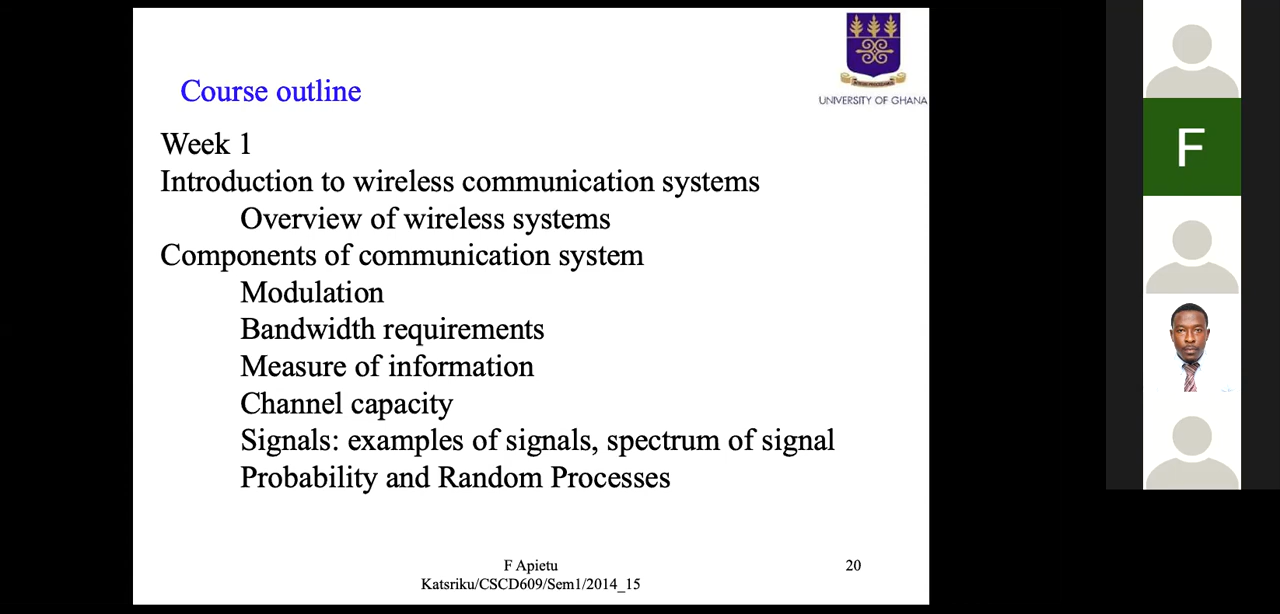 UNIVERSITY OF GHANA
Course outline
Week 1
Introduction to wireless communication systems
Overview of wireless systems
Components of communication system
Modulation
Bandwidth requirements
Measure of information
Channel capacity
Signals: examples of signals, spectrum of signal
Probability and Random Processes
F Apietu
Katsriku/CSCD609/Sem1/2014_15
20
F